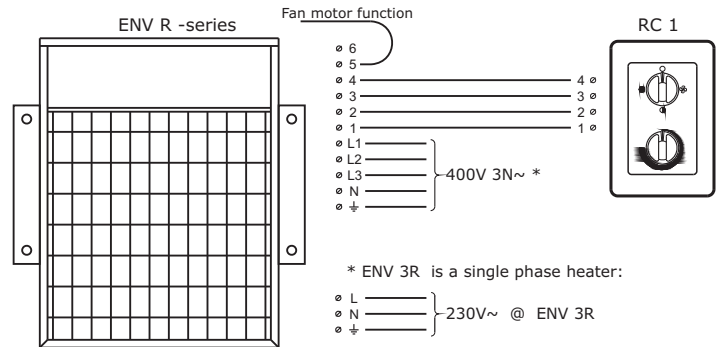 Fan motor function
ENV R -series
RC 1
6
5
4 4
3 3
2 2
1 1
L1
L2
L3
N
400V 3N~ *
* ENV 3R is a single phase heater:
L
N
230V~ @ ENV 3R